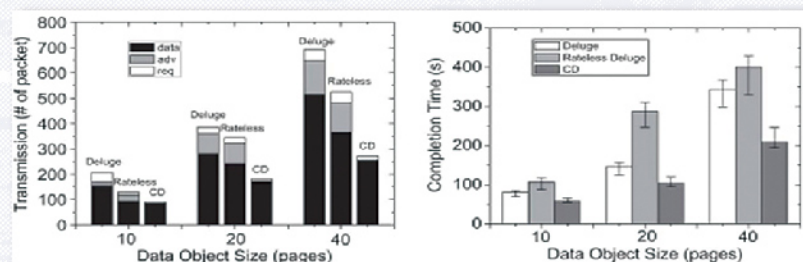 800
700
600
500
400
300
200
100
0
Transmission (# of packet)
data
adv
req
Deluge
Rateless
CD
Deluge
Rateless
CD
Deluge
Rateless
CD
10
20
40
Data Object Size (pages)
500
400
300
200
100
0
Completion Time (s)
Deluge
Rateless Deluge
CD
10
20
40
Data Object Size (pages)